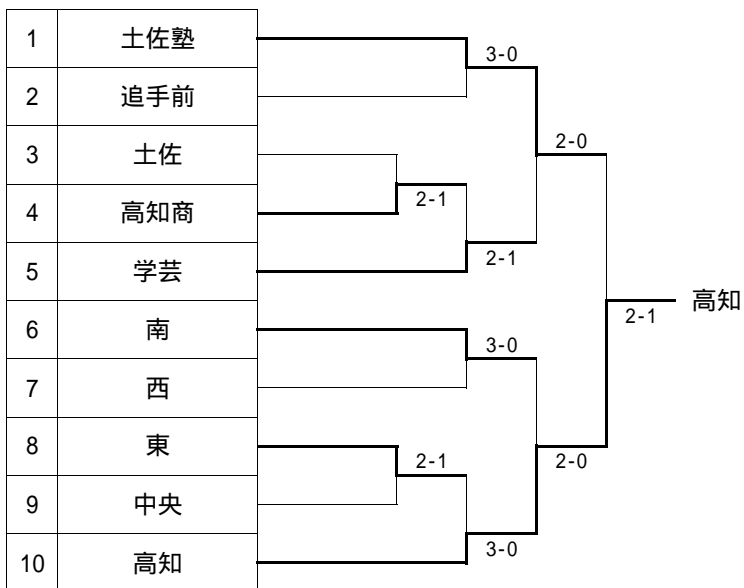 1 土佐塾
3-0
2 追手前
2-0
3 土佐
4 高知商
2-1
5 学芸
2-1
高知
2-1
6 南
3-0
7 西
8 東
2-1
2-0
9 中央
3-0
10 高知